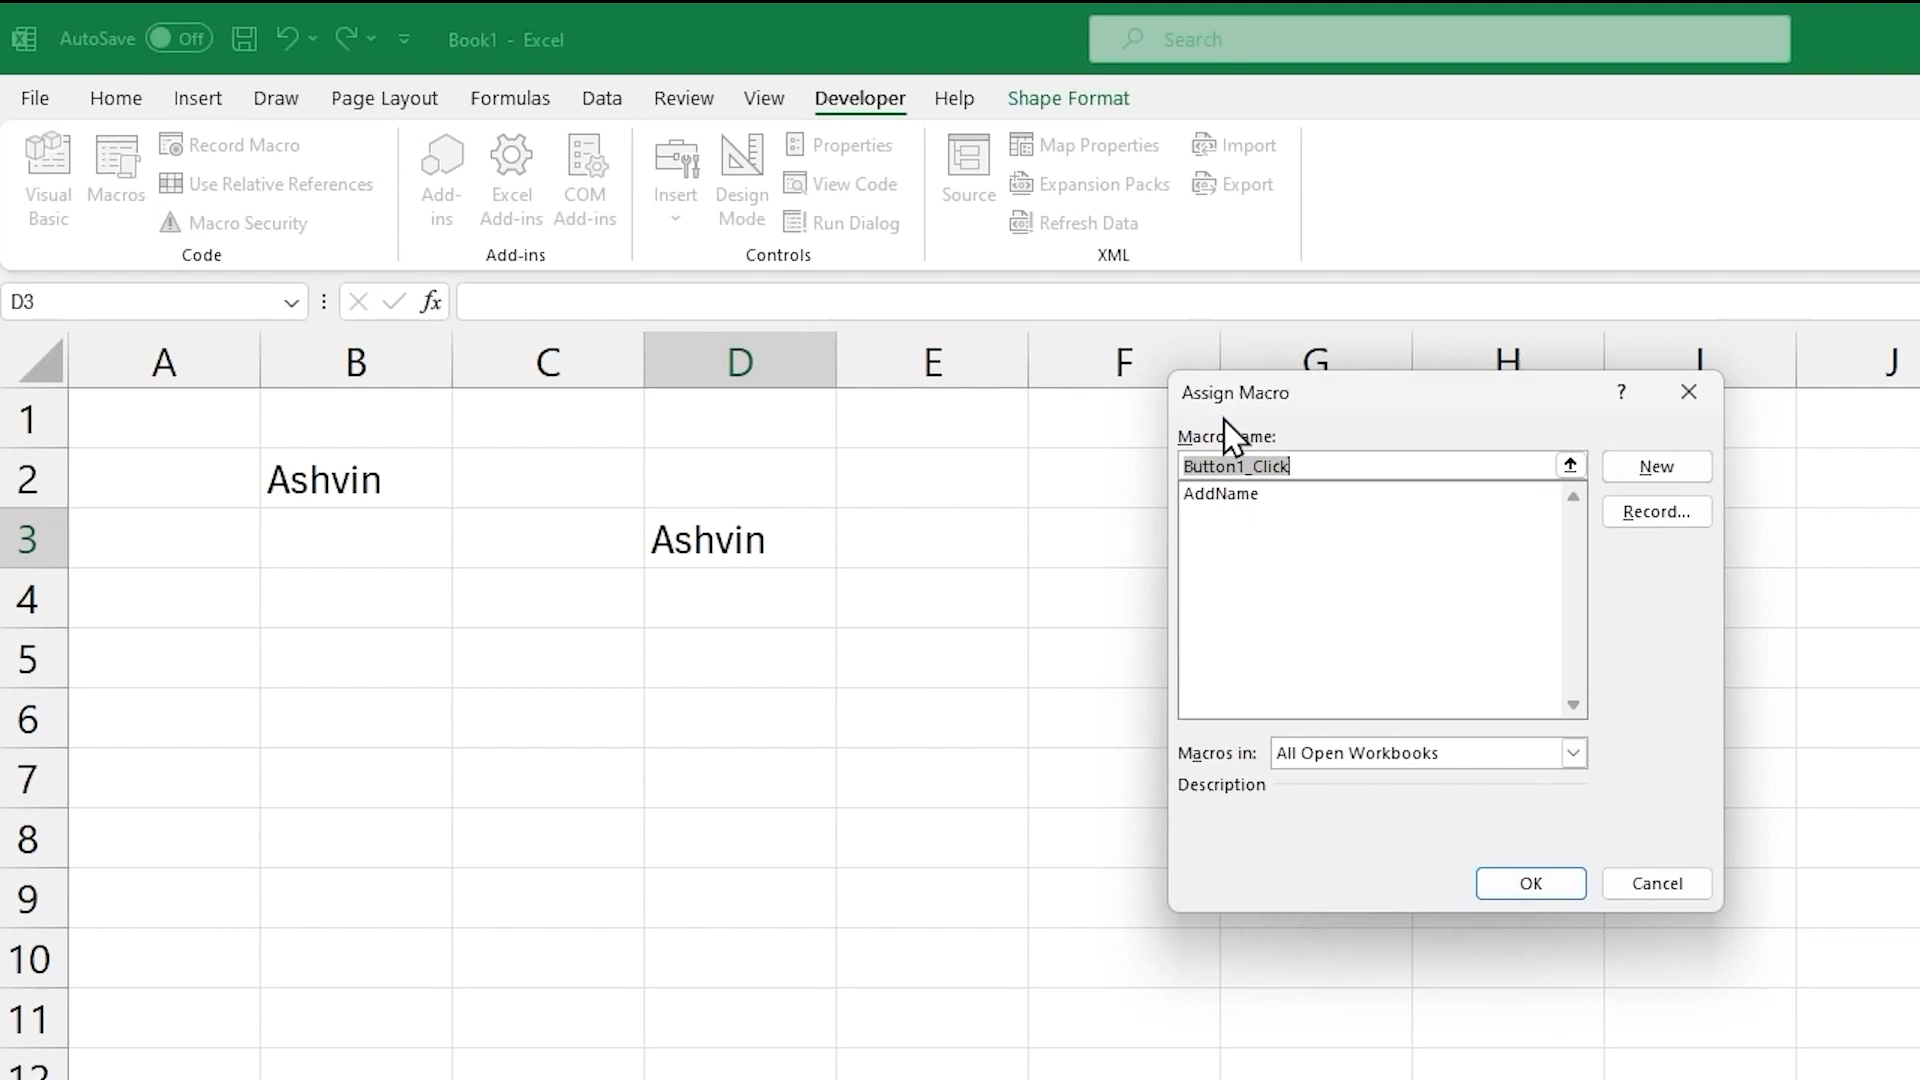 AutoSave Off Book1 - Excel Search
File Home Insert Draw Page Layout Formulas Data Review View Developer Help Shape Format
Visual Basic
Macros
Record Macro
Use Relative References
Macro Security
Code
Add-ins
Excel Add-ins
COM Add-ins
Add-ins
Insert
Design Mode
Properties
View Code
Run Dialog
Controls
Source
Map Properties
Expansion Packs
Refresh Data
Import
Export
XML
D3 fx
A B C D E F G H I J
1
2 Ashvin
3 Ashvin
4
5
6
7
8
9
10
11
12
Assign Macro ?
Macro name:
Button1_Click
AddName
New
Record...
Macros in: All Open Workbooks
Description
OK Cancel